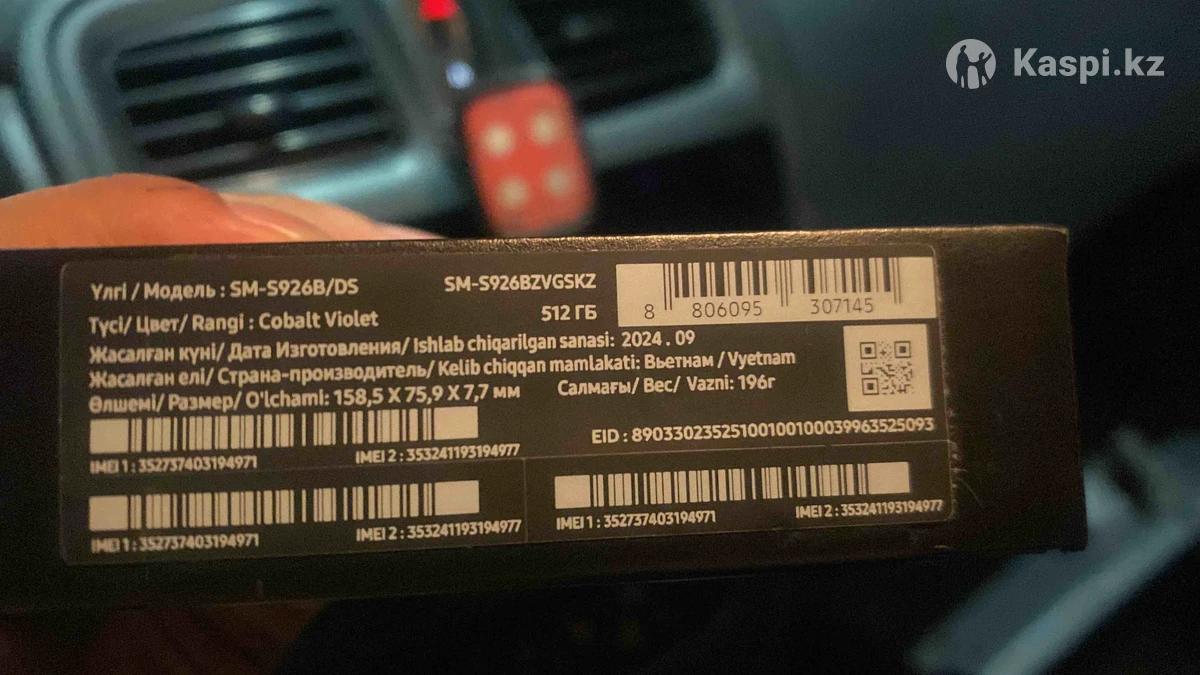 Kaspi.kz
Үлгі / Модель : SM-S926B/DS
SM-S926BZVGSKZ
Түсі/ Цвет/ Rangi : Cobalt Violet
512 ГБ
8 806095 307145
Жасалған күні/ Дата Изготовления/ Ishlab chiqarilgan sanasi: 2024 . 09
Жасалған елі/ Страна-производитель/ Kelib chiqqan mamlakati: Вьетнам / Vyetnam
Өлшемі/ Размер/ O'lchami: 158,5 X 75,9 X 7,7 мм
Салмағы/ Вес/ Vazni: 196г
EID : 89033023525100100100039963525093
IMEI 1 : 352737403194971
IMEI 2 : 353241193194977
IMEI 1 : 352737403194971
IMEI 2 : 353241193194977
IMEI 1 : 352737403194971
IMEI 2 : 353241193194977